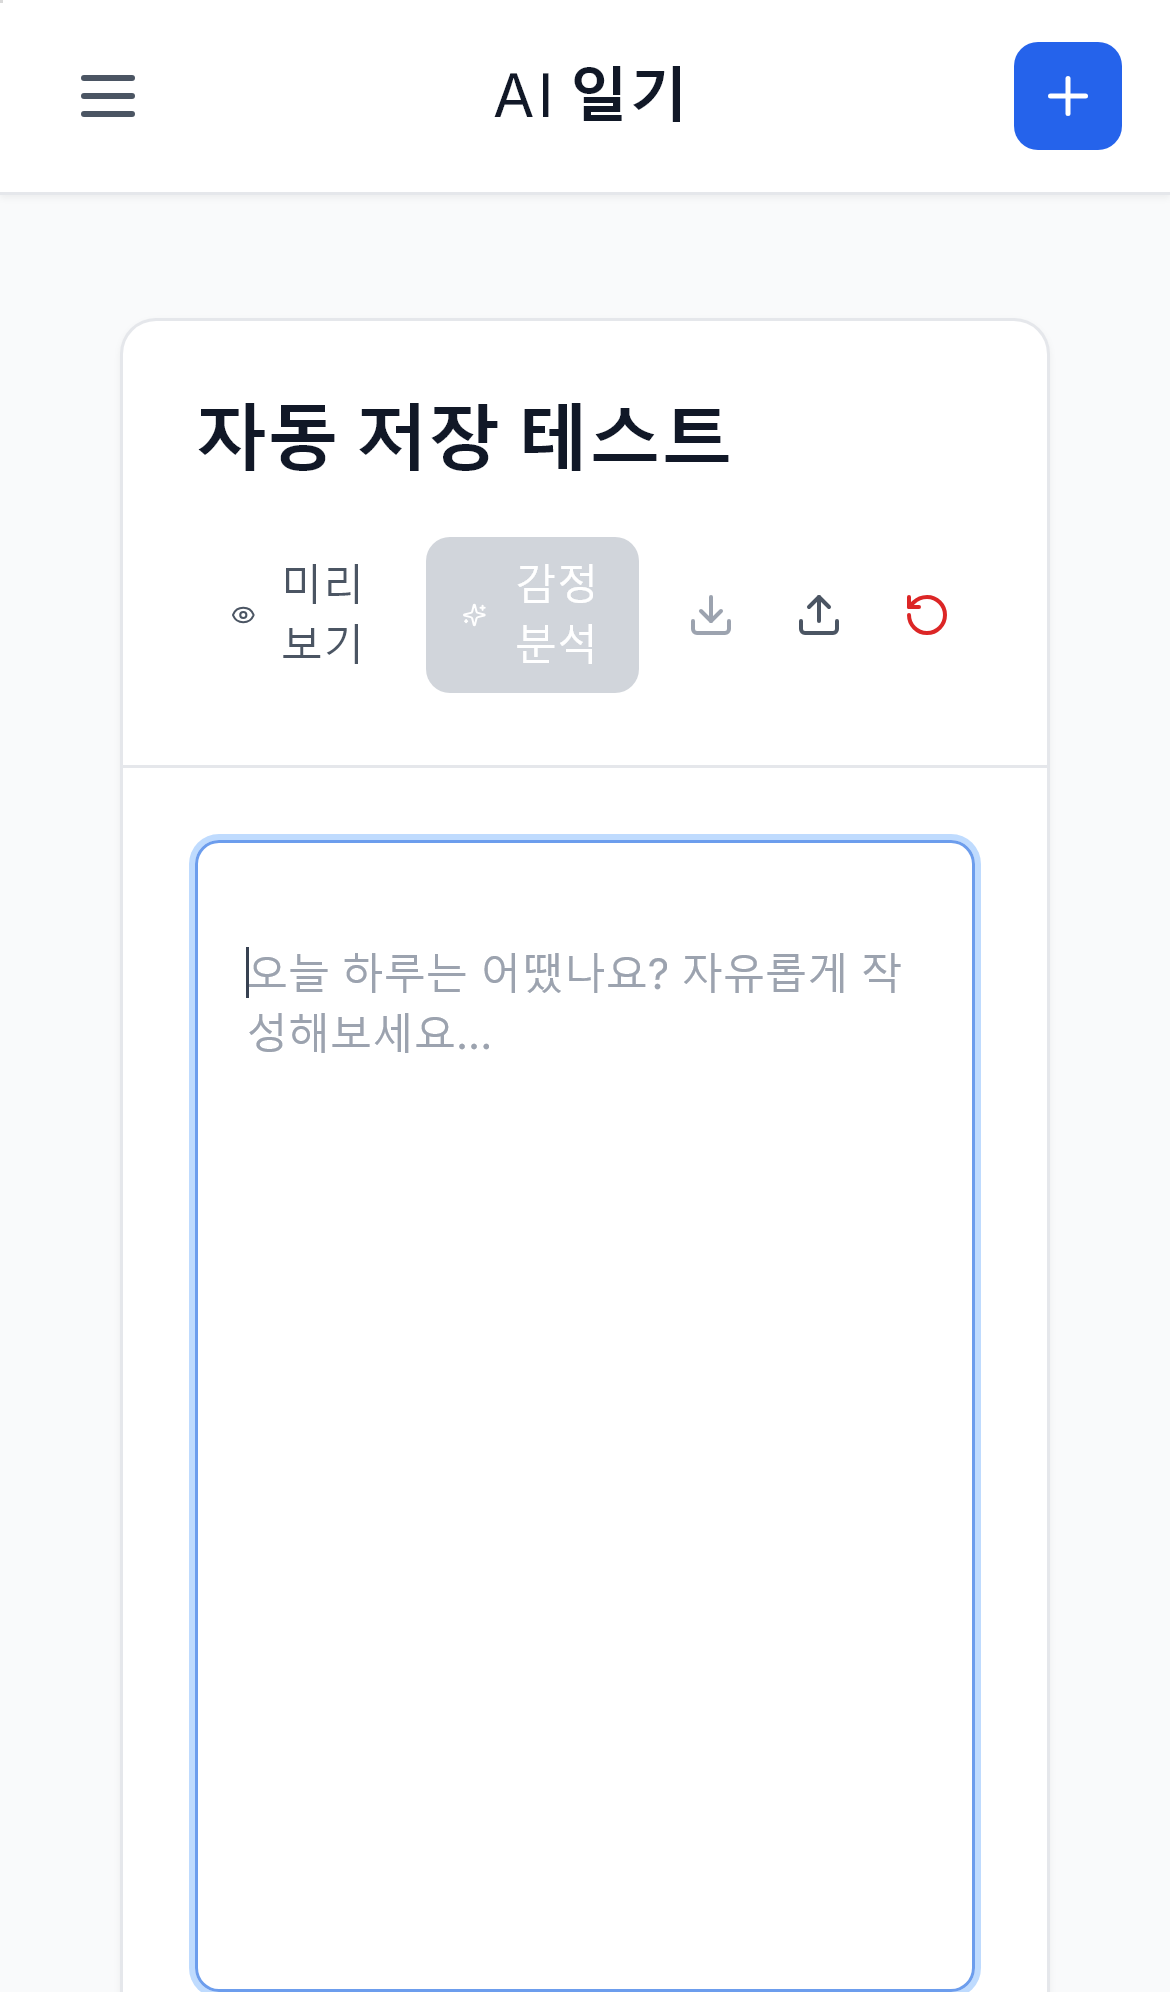 AI 일기
자동 저장 테스트
미리
보기
감정
분석
오늘 하루는 어땠나요? 자유롭게 작
성해보세요...